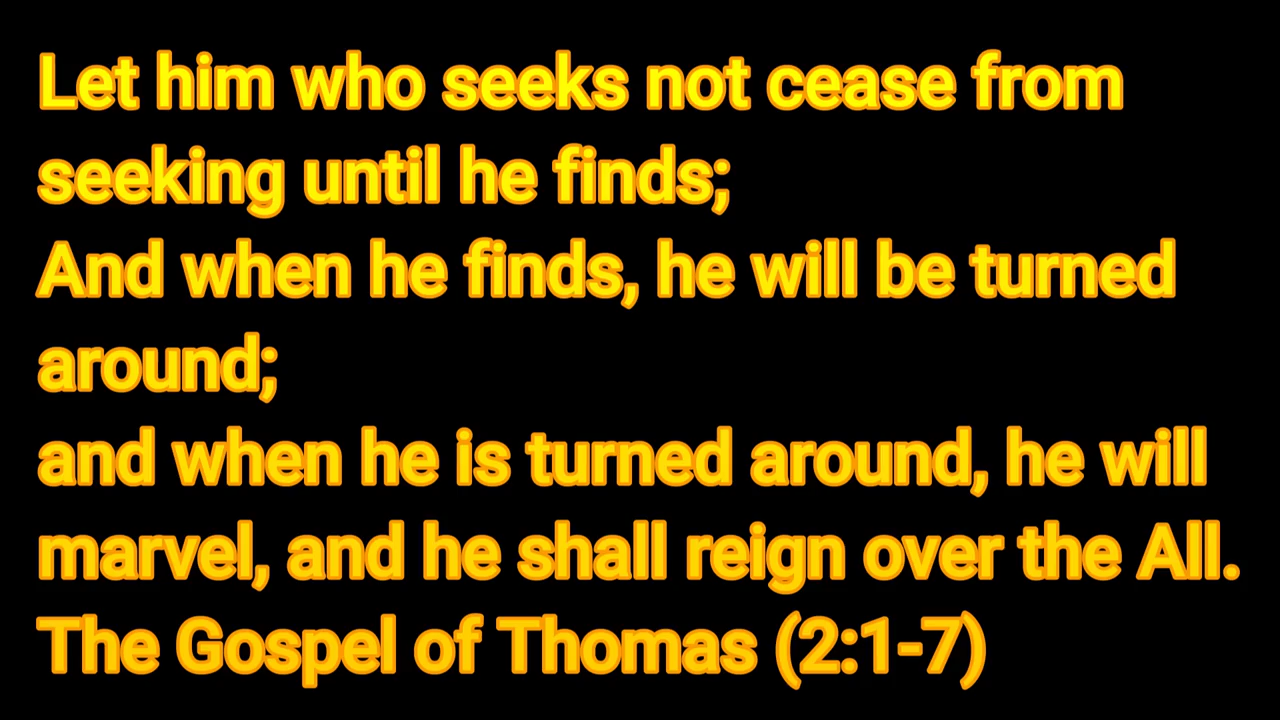 Let him who seeks not cease from
seeking until he finds;
And when he finds, he will be turned
around;
and when he is turned around, he will
marvel, and he shall reign over the All.
The Gospel of Thomas (2:1-7)